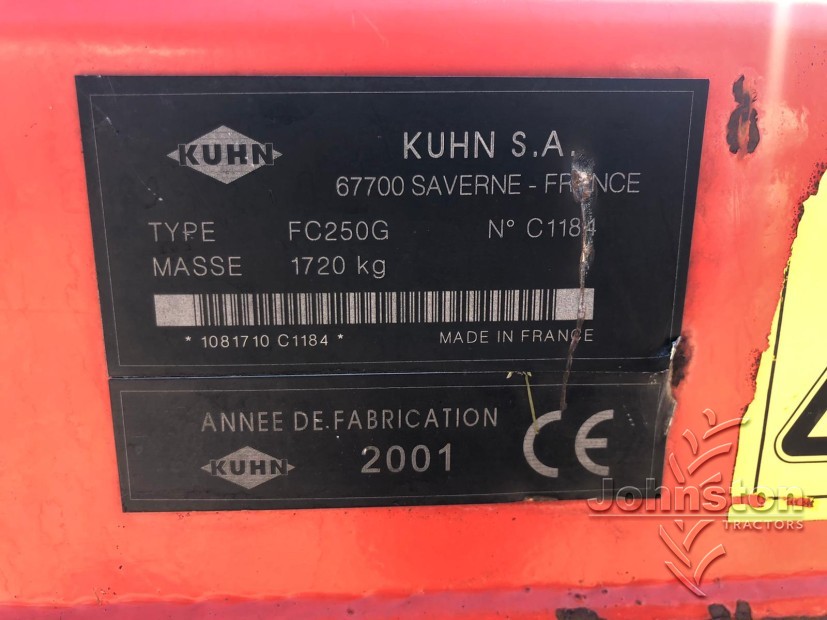 KUHN
KUHN S.A.
67700 SAVERNE - FRANCE
TYPE FC250G N° C1184
MASSE 1720 kg
* 1081710 C1184 * MADE IN FRANCE
ANNEE DE FABRICATION
KUHN 2001 CE
Johnston
TRACTORS